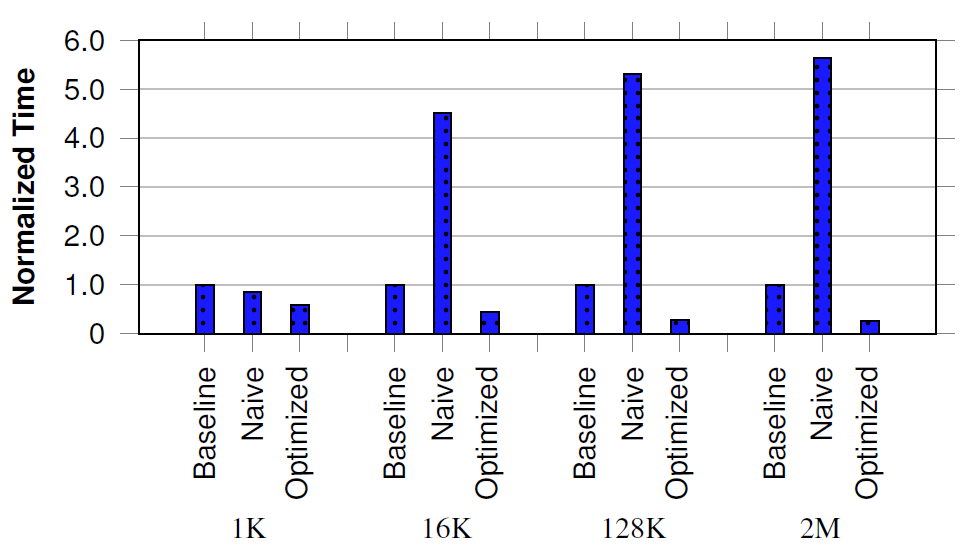 6.0
5.0
4.0
3.0
2.0
1.0
0
Normalized Time
Baseline
Naive
Optimized
Baseline
Naive
Optimized
Baseline
Naive
Optimized
Baseline
Naive
Optimized
1K 16K 128K 2M